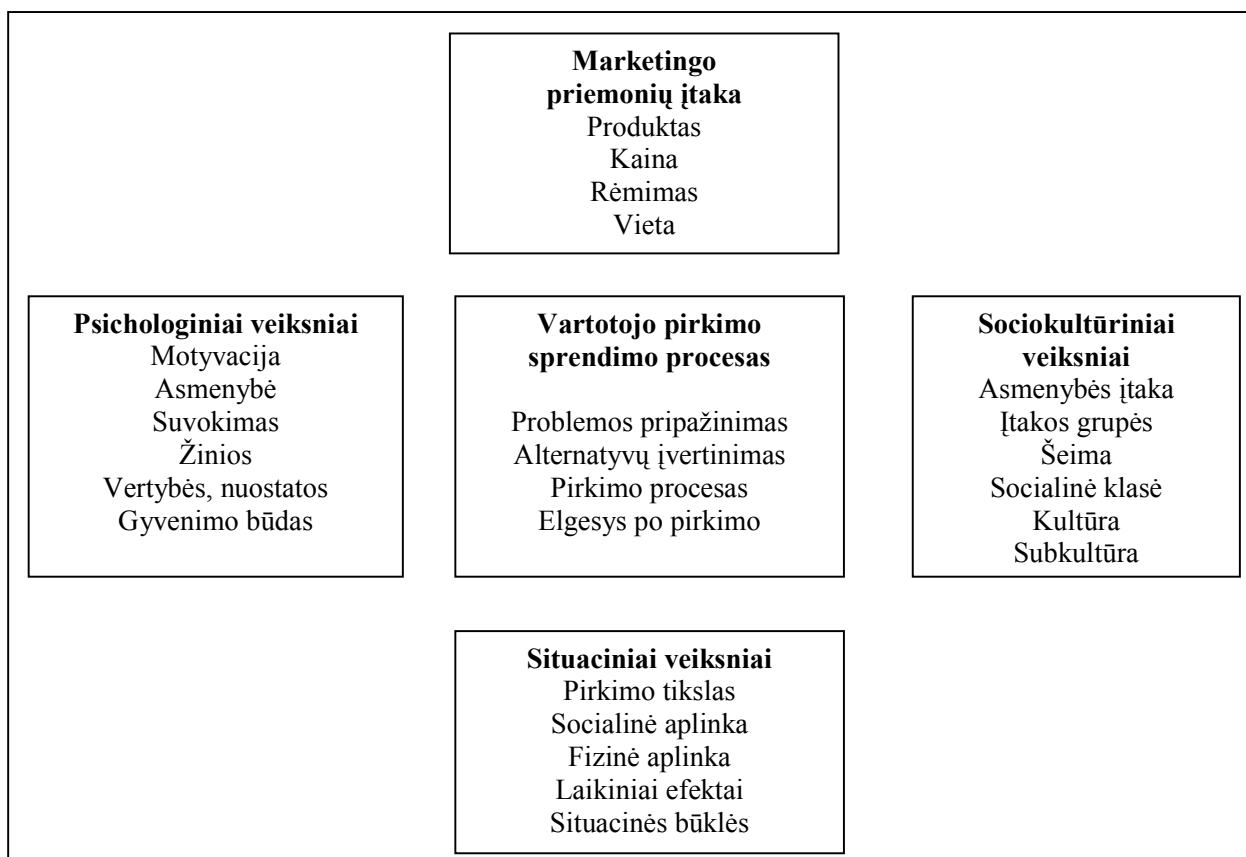 Marketingo
priemonių įtaka
Produktas
Kaina
Rėmimas
Vieta
Psichologiniai veiksniai
Motyvacija
Asmenybė
Suvokimas
Žinios
Vertybės, nuostatos
Gyvenimo būdas
Vartotojo pirkimo
sprendimo procesas
Problemos pripažinimas
Alternatyvų įvertinimas
Pirkimo procesas
Elgesys po pirkimo
Sociokultūriniai
veiksniai
Asmenybės įtaka
Įtakos grupės
Šeima
Socialinė klasė
Kultūra
Subkultūra
Situaciniai veiksniai
Pirkimo tikslas
Socialinė aplinka
Fizinė aplinka
Laikiniai efektai
Situacinės būklės